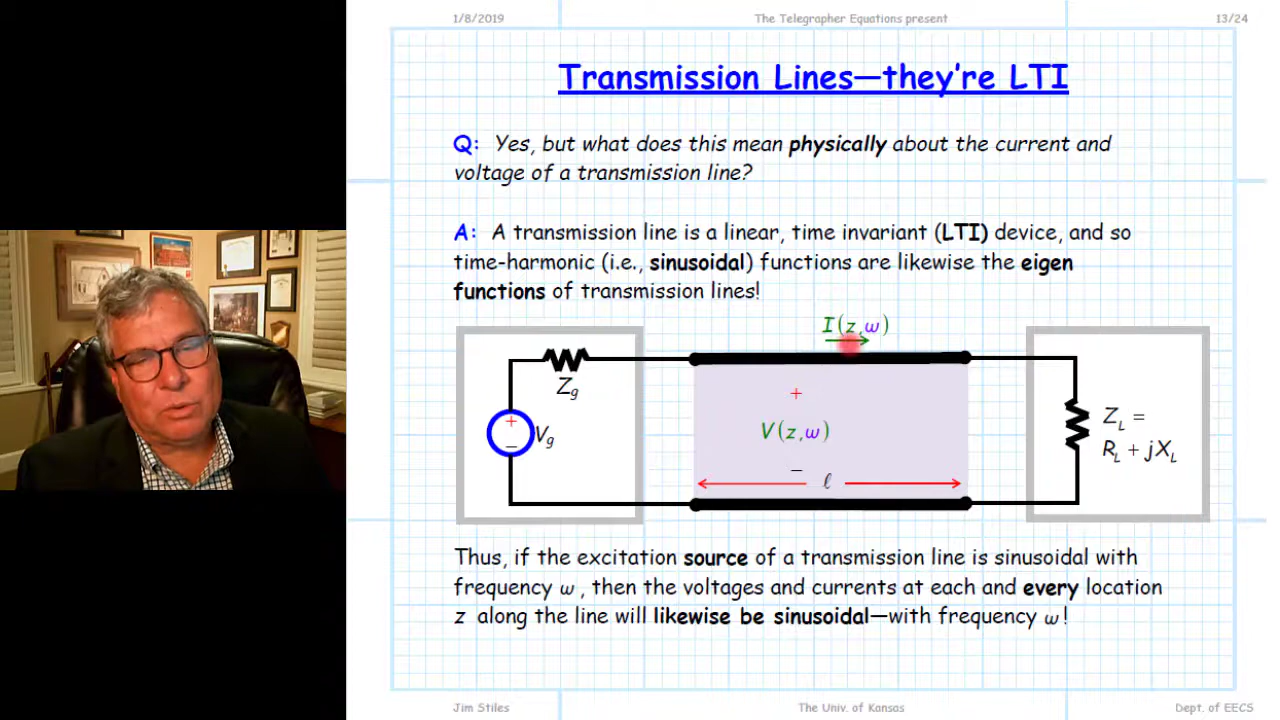 1/8/2019 The Telegrapher Equations present 13/24
Transmission Lines—they're LTI
Q: Yes, but what does this mean physically about the current and
voltage of a transmission line?
A: A transmission line is a linear, time invariant (LTI) device, and so
time-harmonic (i.e., sinusoidal) functions are likewise the eigen
functions of transmission lines!
I(z,ω)
Z_g
+
V_g
−
+
V(z,ω)
−
ℓ
Z_L =
R_L + jX_L
Thus, if the excitation source of a transmission line is sinusoidal with
frequency ω, then the voltages and currents at each and every location
z along the line will likewise be sinusoidal—with frequency ω!
Jim Stiles The Univ. of Kansas Dept. of EECS